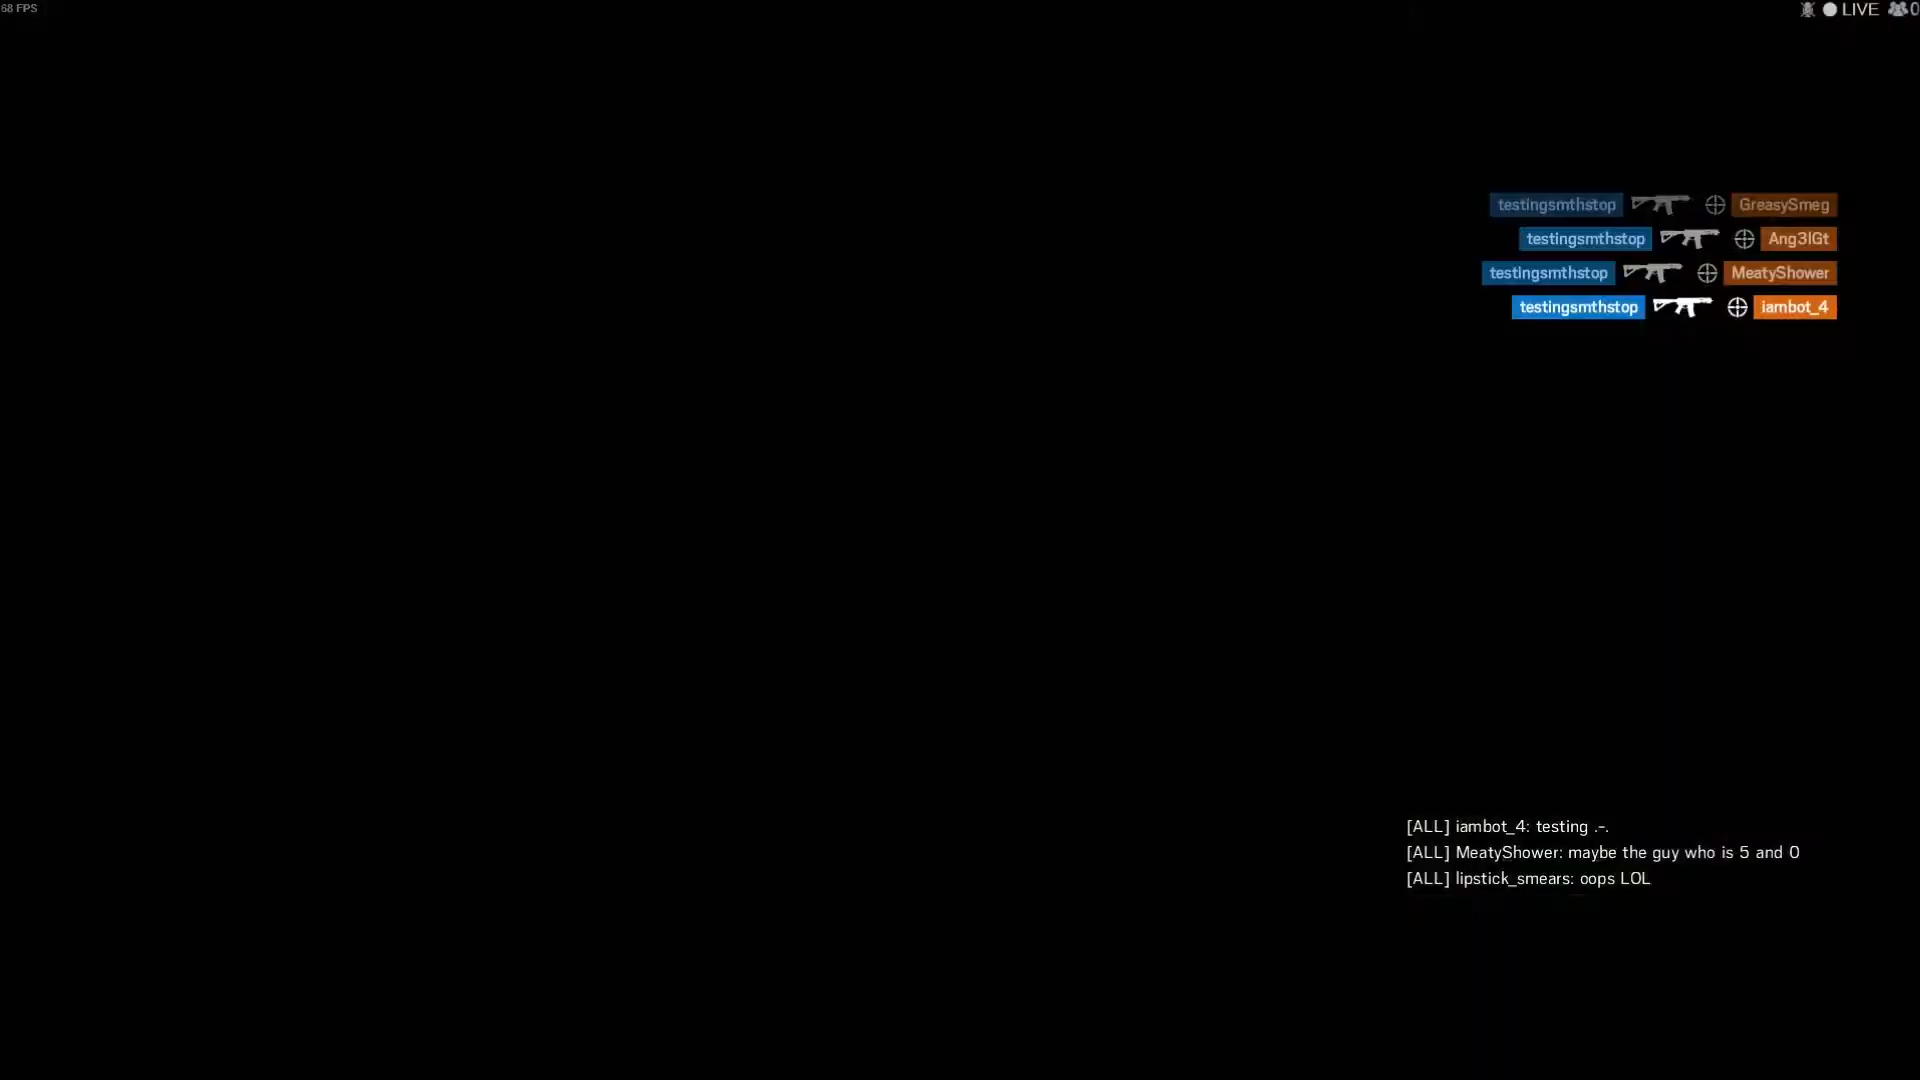 68 FPS
LIVE 0
testingsmthstop GreasySmeg
testingsmthstop Ang3lGt
testingsmthstop MeatyShower
testingsmthstop iambot_4
[ALL] iambot_4: testing .-.
[ALL] MeatyShower: maybe the guy who is 5 and 0
[ALL] lipstick_smears: oops LOL